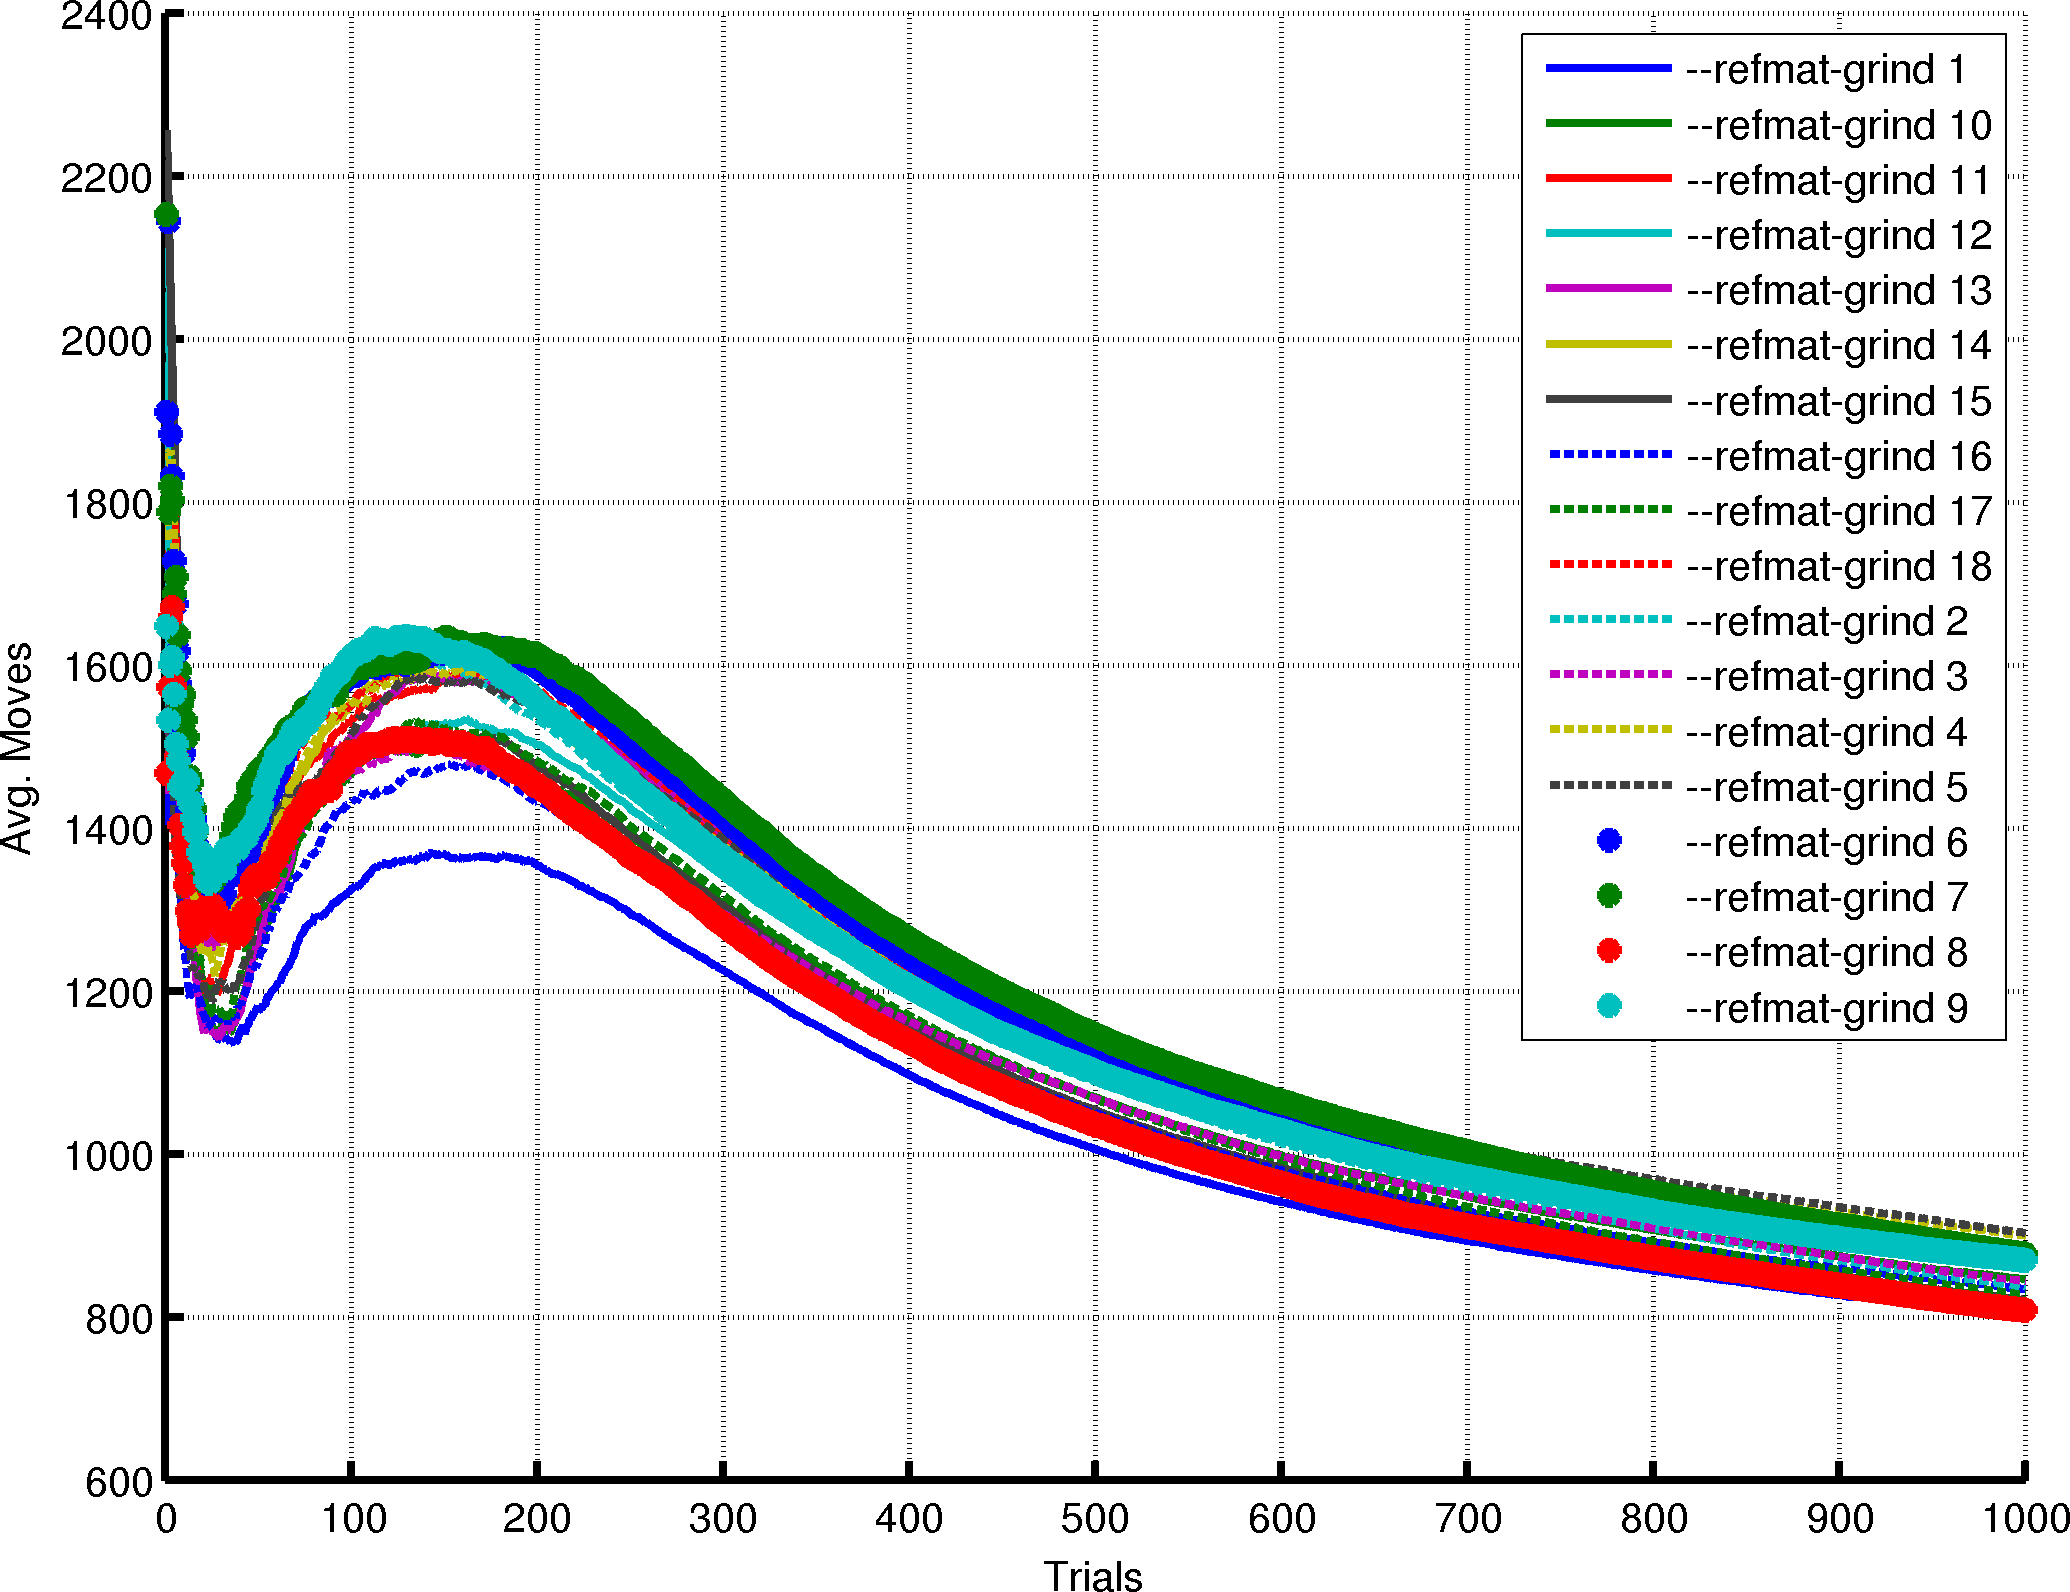 2400
2200
2000
1800
1600
1400
1200
1000
800
600
Avg. Moves
0 100 200 300 400 500 600 700 800 900 1000
Trials
--refmat-grind 1
--refmat-grind 10
--refmat-grind 11
--refmat-grind 12
--refmat-grind 13
--refmat-grind 14
--refmat-grind 15
--refmat-grind 16
--refmat-grind 17
--refmat-grind 18
--refmat-grind 2
--refmat-grind 3
--refmat-grind 4
--refmat-grind 5
--refmat-grind 6
--refmat-grind 7
--refmat-grind 8
--refmat-grind 9